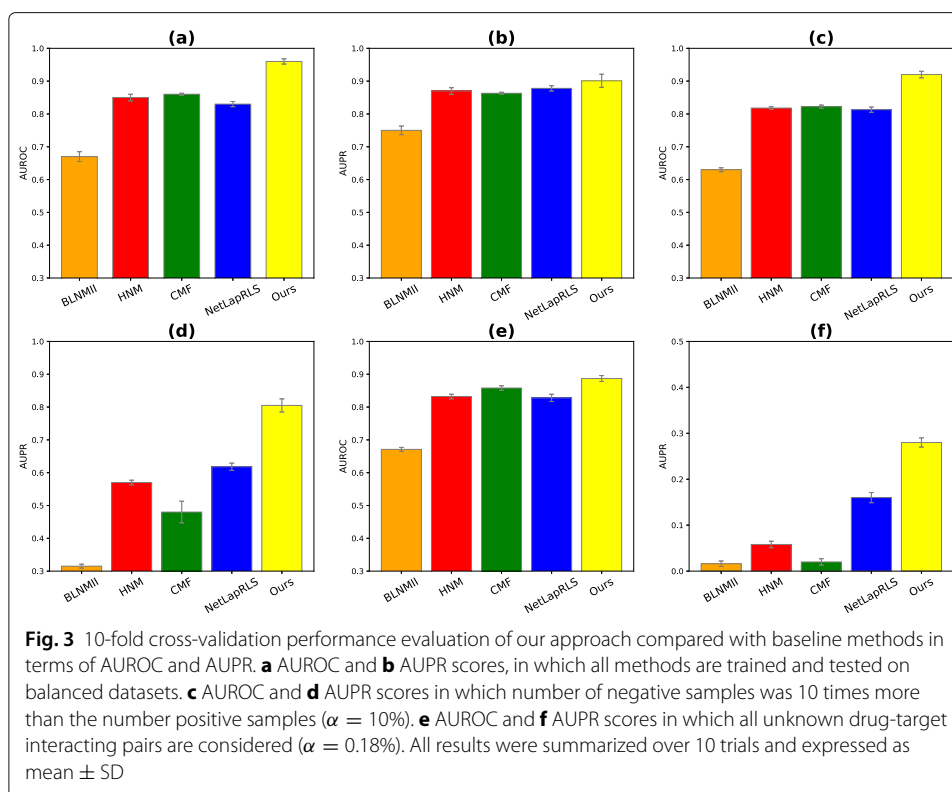 (a)
(b)
(c)
1.0
0.9
0.8
0.7
0.6
0.5
0.4
0.3
AUROC
BLNMII
HNM
CMF
NetLapRLS
Ours
1.0
0.9
0.8
0.7
0.6
0.5
0.4
0.3
AUPR
BLNMII
HNM
CMF
NetLapRLS
Ours
1.0
0.9
0.8
0.7
0.6
0.5
0.4
0.3
AUROC
BLNMII
HNM
CMF
NetLapRLS
Ours
(d)
(e)
(f)
1.0
0.9
0.8
0.7
0.6
0.5
0.4
0.3
AUPR
BLNMII
HNM
CMF
NetLapRLS
Ours
1.0
0.9
0.8
0.7
0.6
0.5
0.4
0.3
AUROC
BLNMII
HNM
CMF
NetLapRLS
Ours
0.5
0.4
0.3
0.2
0.1
0.0
AUPR
BLNMII
HNM
CMF
NetLapRLS
Ours
Fig. 3 10-fold cross-validation performance evaluation of our approach compared with baseline methods in
terms of AUROC and AUPR. a AUROC and b AUPR scores, in which all methods are trained and tested on
balanced datasets. c AUROC and d AUPR scores in which number of negative samples was 10 times more
than the number positive samples (α = 10%). e AUROC and f AUPR scores in which all unknown drug-target
interacting pairs are considered (α = 0.18%). All results were summarized over 10 trials and expressed as
mean ± SD